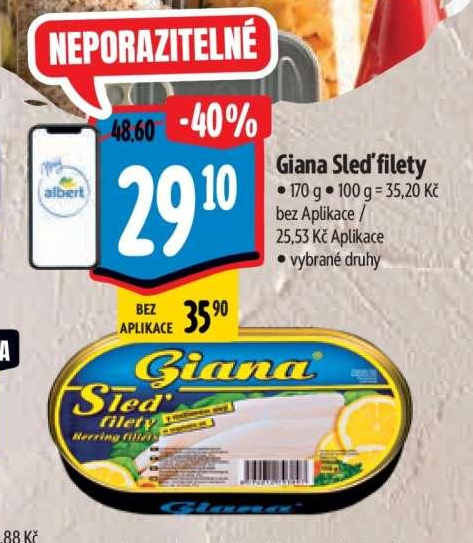 NEPORAZITELNÉ
48.60 -40%
můj
albert
29 10
Giana Sleď filety
• 170 g • 100 g = 35,20 Kč
bez Aplikace /
25,53 Kč Aplikace
• vybrané druhy
BEZ
APLIKACE
35 90
A
Giana
Sleď
filety
Herring fillets
Giana
,88 Kč